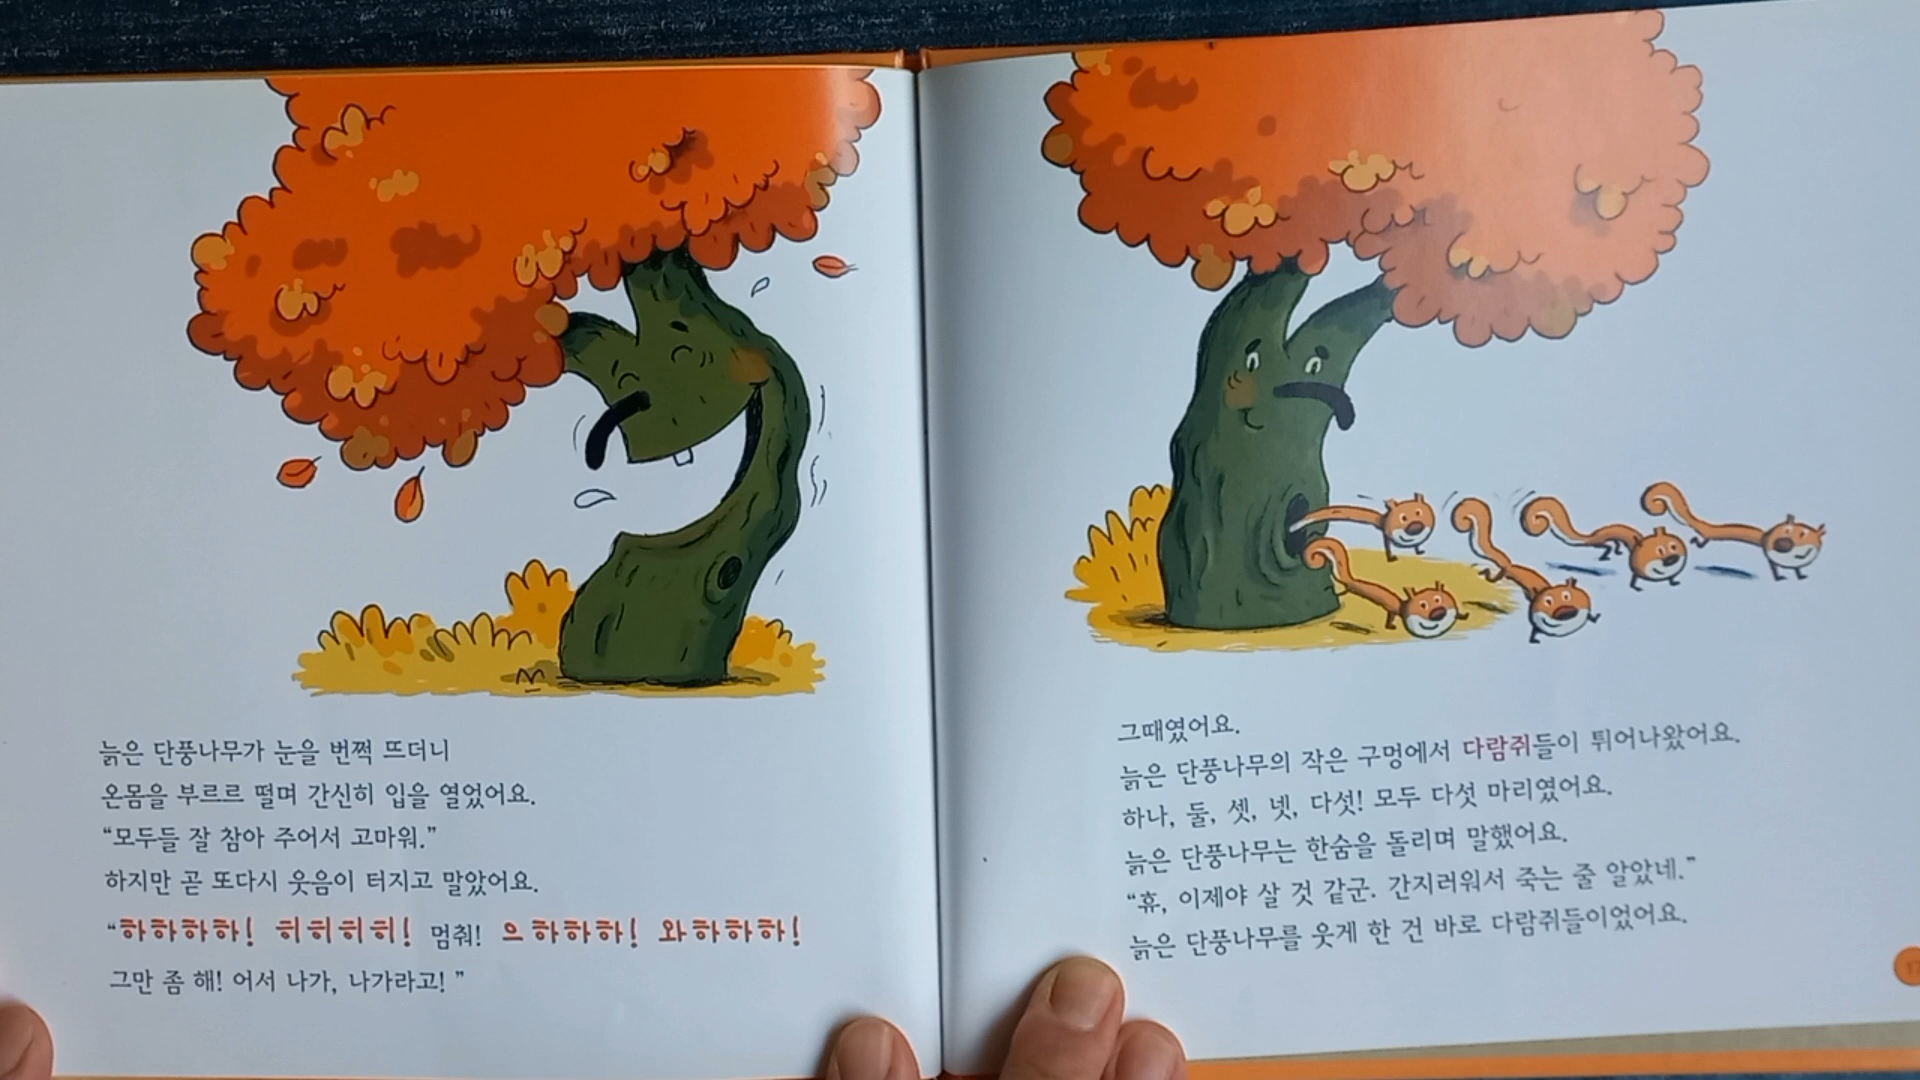 늙은 단풍나무가 눈을 번쩍 뜨더니
온몸을 부르르 떨며 간신히 입을 열었어요.
“모두들 잘 참아 주어서 고마워.”
하지만 곧 또다시 웃음이 터지고 말았어요.
“하하하하! 히히히히! 멈춰! 으하하하! 와하하하!
그만 좀 해! 어서 나가, 나가라고! ”
그때였어요.
늙은 단풍나무의 작은 구멍에서 다람쥐들이 튀어나왔어요.
하나, 둘, 셋, 넷, 다섯! 모두 다섯 마리였어요.
늙은 단풍나무는 한숨을 돌리며 말했어요.
“휴, 이제야 살 것 같군. 간지러워서 죽는 줄 알았네.”
늙은 단풍나무를 웃게 한 건 바로 다람쥐들이었어요.